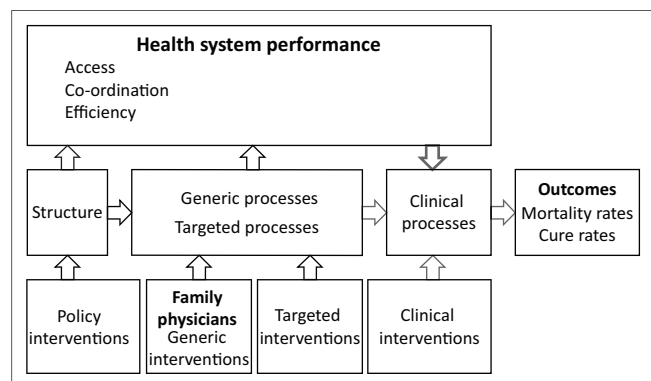 Health system performance
Access
Co-ordination
Efficiency
Structure
Generic processes
Targeted processes
Clinical
processes
Outcomes
Mortality rates
Cure rates
Policy
interventions
Family
physicians
Generic
interventions
Targeted
interventions
Clinical
interventions